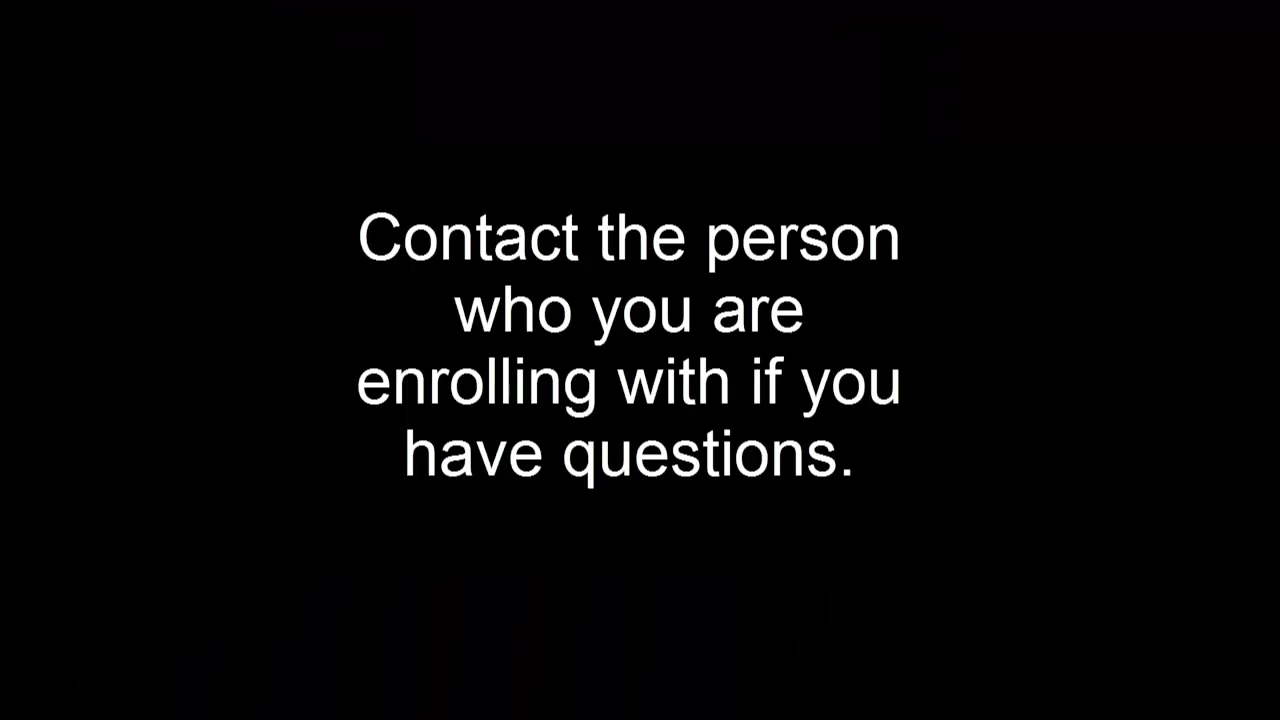 Contact the person
who you are
enrolling with if you
have questions.